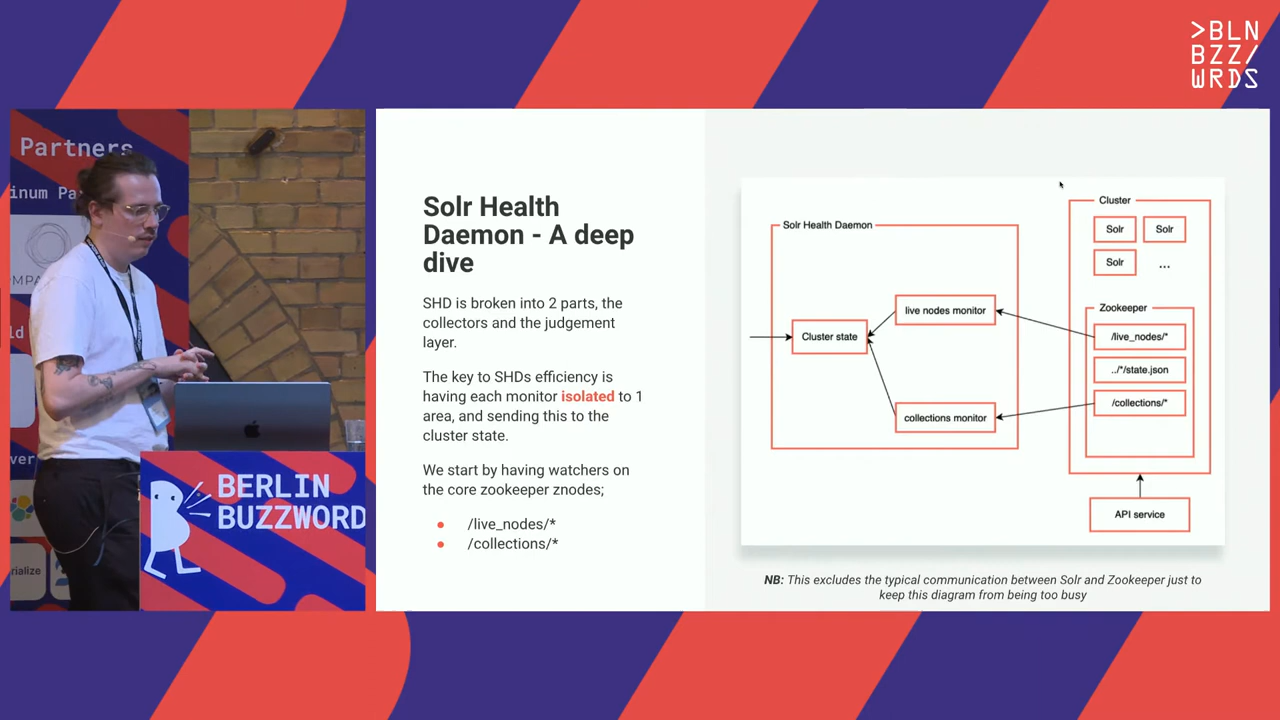 >BLN
BZZ/
WRDS
Partners
inum Pa
MPA
ld
ver
rialize
BERLIN
BUZZWORD
Solr Health
Daemon - A deep
dive
SHD is broken into 2 parts, the
collectors and the judgement
layer.
The key to SHDs efficiency is
having each monitor isolated to 1
area, and sending this to the
cluster state.
We start by having watchers on
the core zookeeper znodes;
● /live_nodes/*
● /collections/*
Solr Health Daemon
Cluster state
live nodes monitor
collections monitor
Cluster
Solr
Solr
Solr
...
Zookeeper
/live_nodes/*
../*/state.json
/collections/*
API service
NB: This excludes the typical communication between Solr and Zookeeper just to
keep this diagram from being too busy